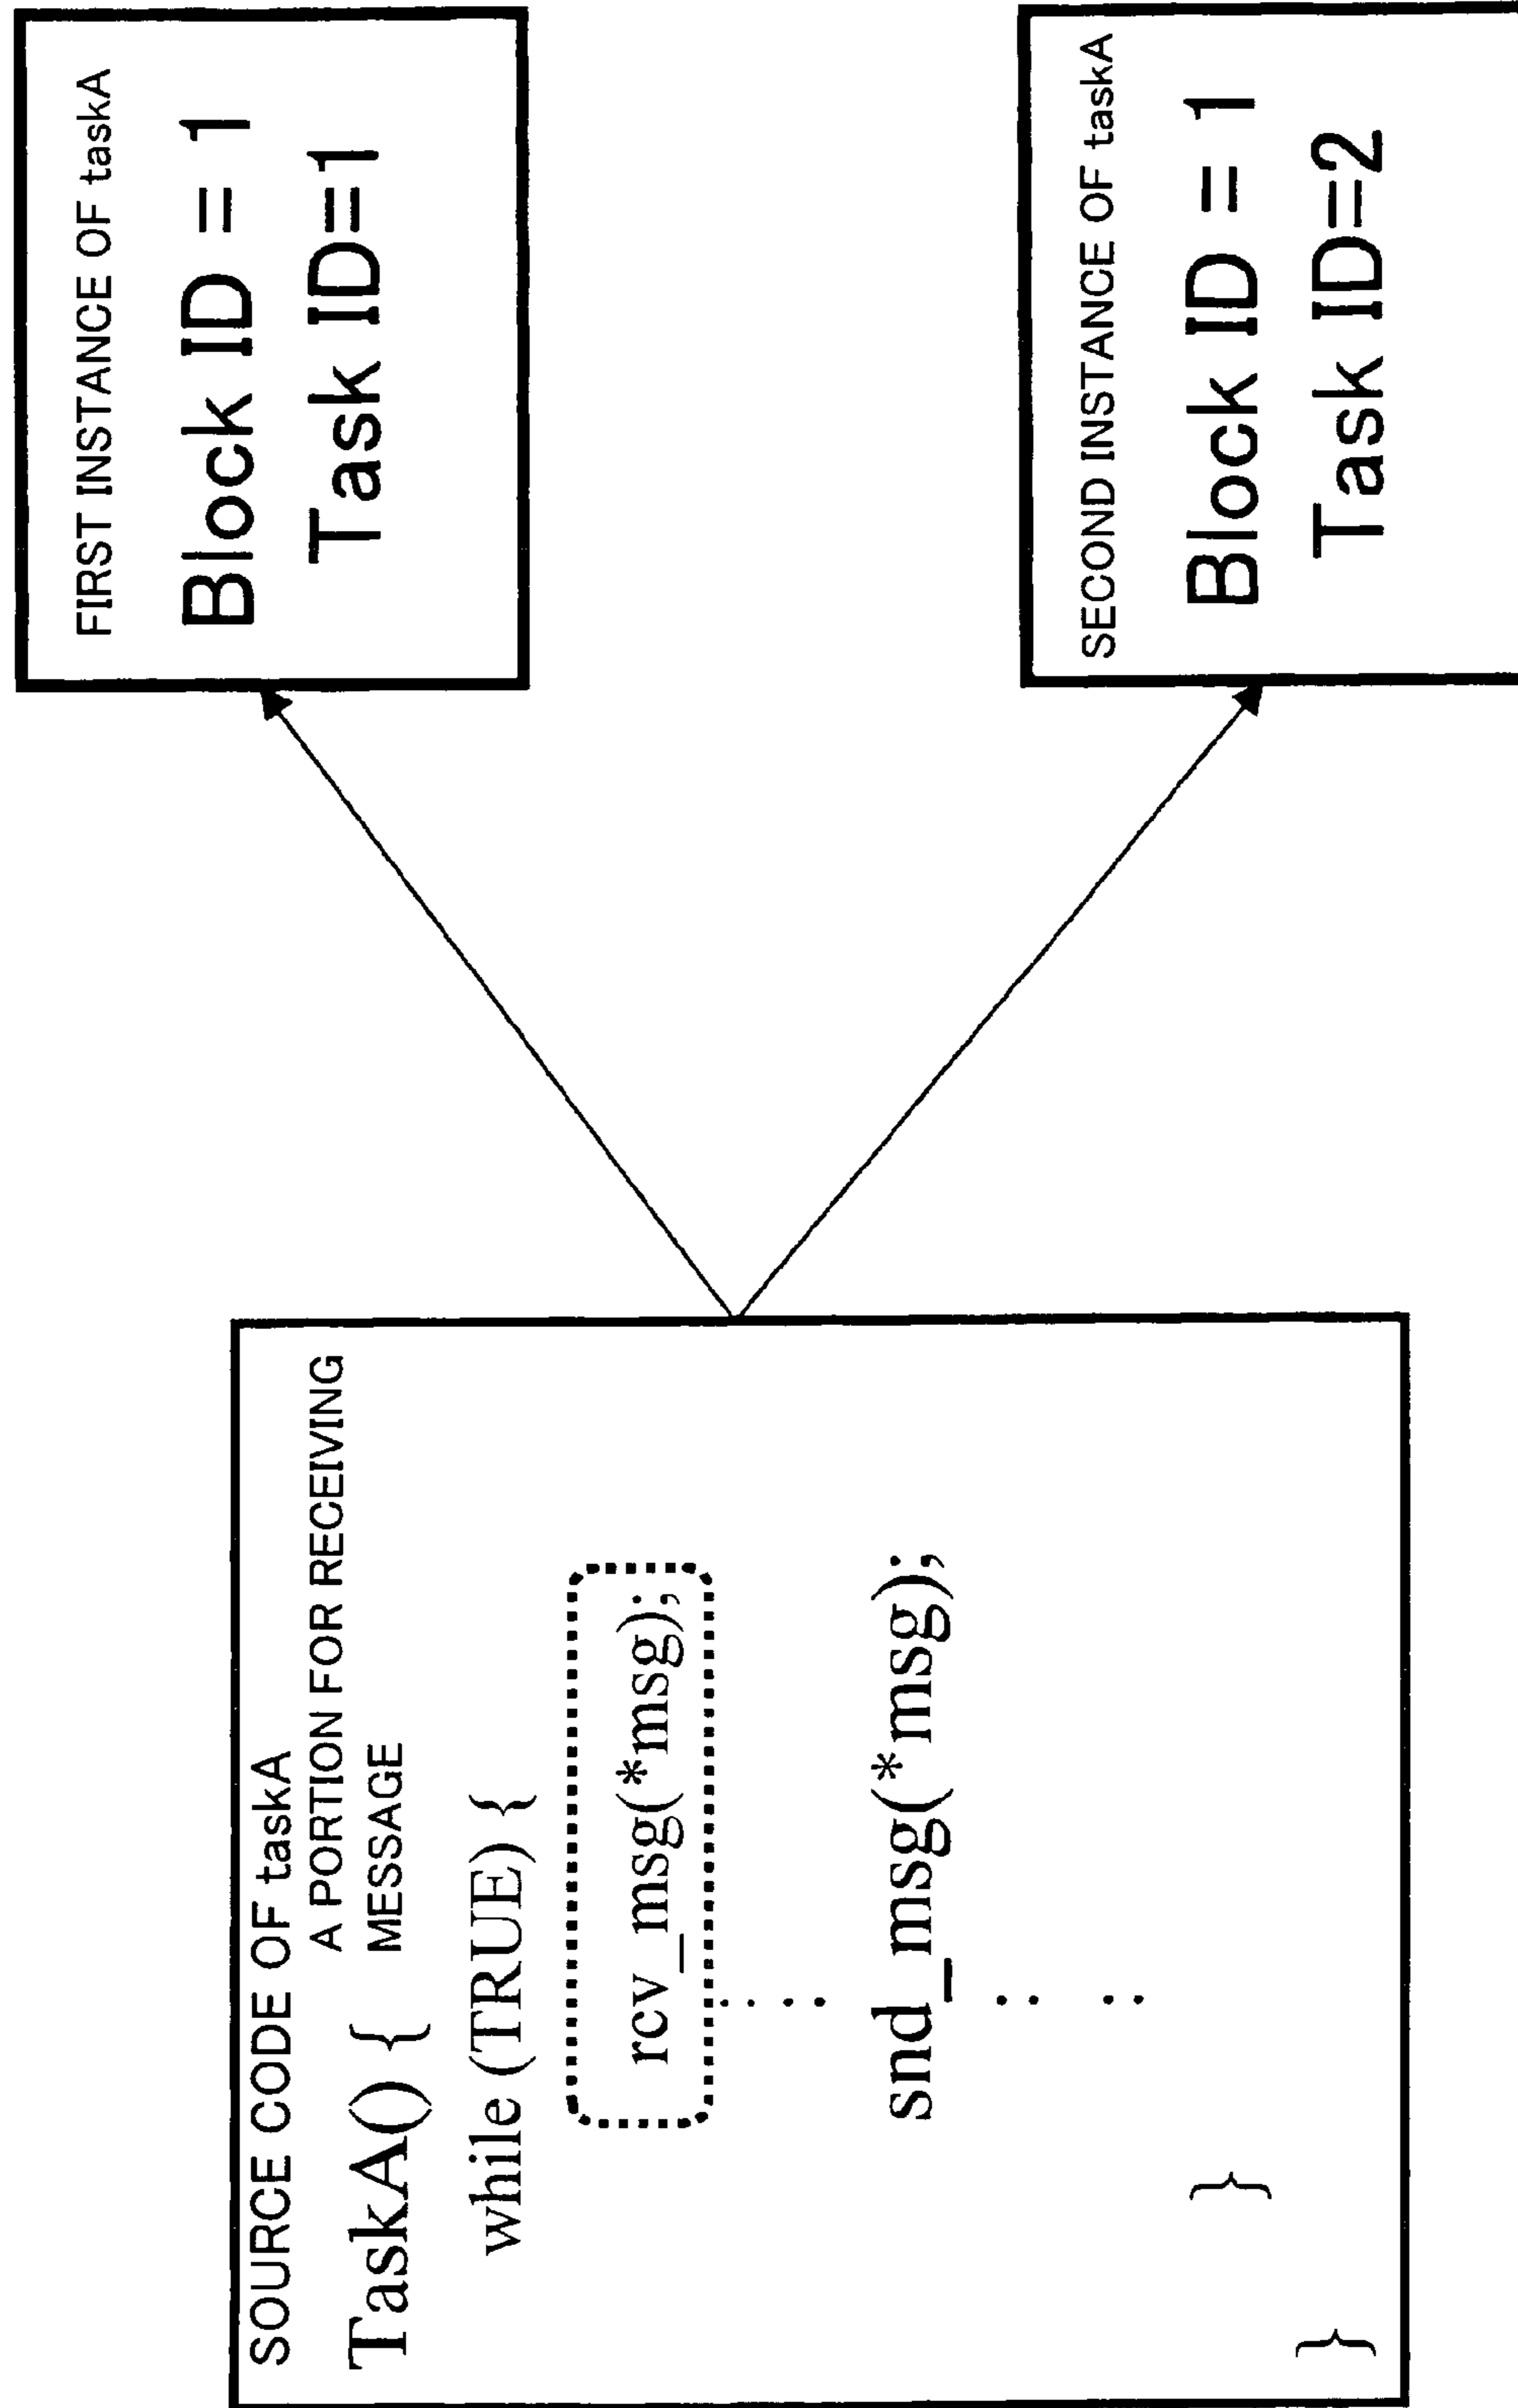 SOURCE CODE OF taskA
A PORTION FOR RECEIVING
MESSAGE
TaskA() {
while (TRUE) {
rcv_msg(*msg);
snd_msg(*msg);
}
}
FIRST INSTANCE OF taskA
Block ID = 1
Task ID=1
SECOND INSTANCE OF taskA
Block ID = 1
Task ID=2